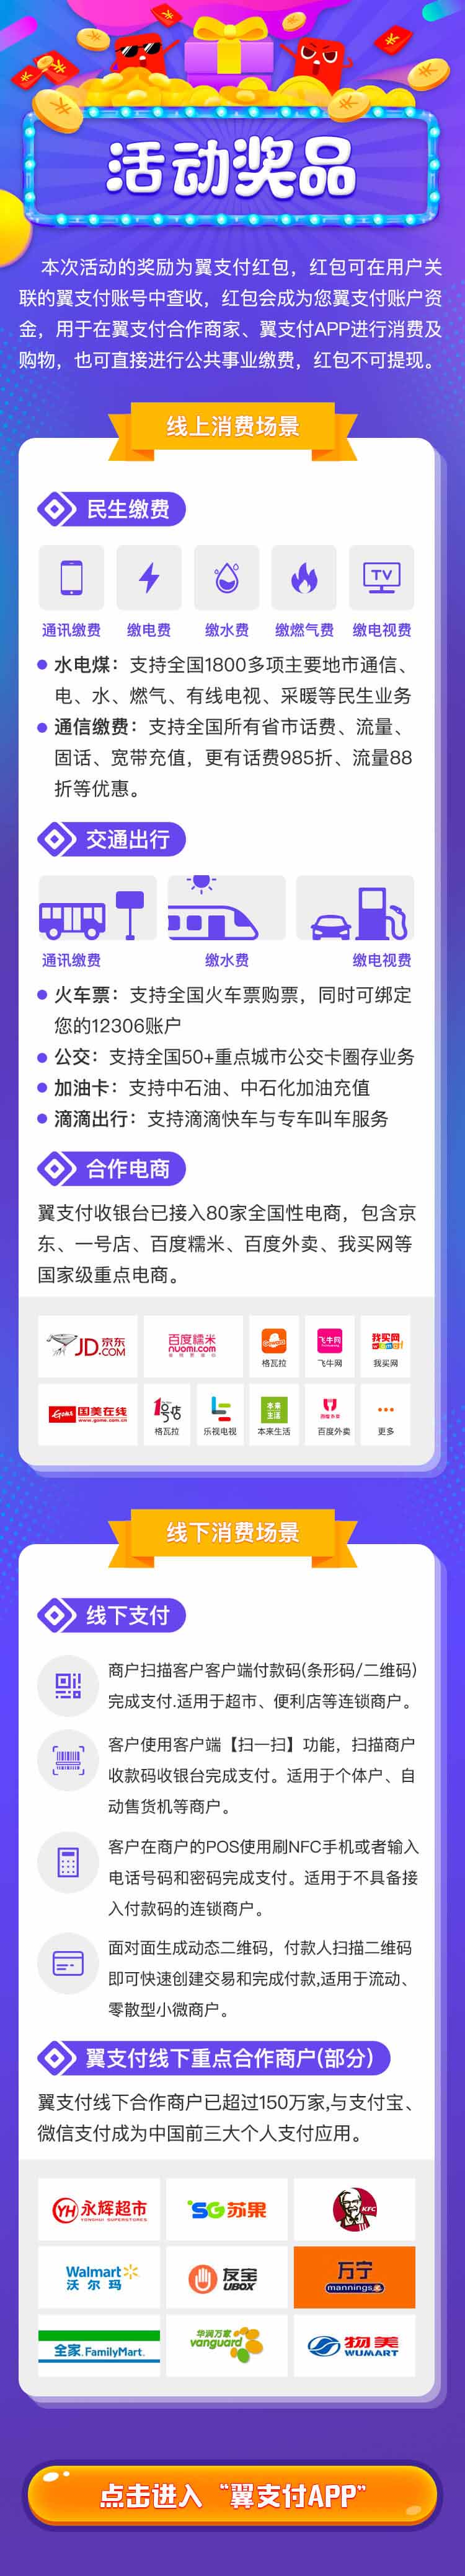 活动奖品
本次活动的奖励为翼支付红包，红包可在用户关
联的翼支付账号中查收，红包会成为您翼支付账户资
金，用于在翼支付合作商家、翼支付APP进行消费及
购物，也可直接进行公共事业缴费，红包不可提现。
线上消费场景
民生缴费
TV
通讯缴费 缴电费 缴水费 缴燃气费 缴电视费
水电煤：支持全国1800多项主要地市通信、
电、水、燃气、有线电视、采暖等民生业务
通信缴费：支持全国所有省市话费、流量、
固话、宽带充值，更有话费985折、流量88
折等优惠。
交通出行
通讯缴费 缴水费 缴电视费
火车票：支持全国火车票购票，同时可绑定
您的12306账户
公交：支持全国50+重点城市公交卡圈存业务
加油卡：支持中石油、中石化加油充值
滴滴出行：支持滴滴快车与专车叫车服务
合作电商
翼支付收银台已接入80家全国性电商，包含京
东、一号店、百度糯米、百度外卖、我买网等
国家级重点电商。
JD.COM 京东
百度糯米
nuomi.com
格瓦拉
飞牛网
飞牛网
我买网
我买网
Gome 国美在线
www.gome.com.cn
1号店
格瓦拉
乐视电视
本来生活
本来生活
百度外卖
百度外卖
更多
线下消费场景
线下支付
商户扫描客户客户端付款码(条形码/二维码)
完成支付.适用于超市、便利店等连锁商户。
客户使用客户端【扫一扫】功能，扫描商户
收款码收银台完成支付。适用于个体户、自
动售货机等商户。
客户在商户的POS使用刷NFC手机或者输入
电话号码和密码完成支付。适用于不具备接
入付款码的连锁商户。
面对面生成动态二维码，付款人扫描二维码
即可快速创建交易和完成付款,适用于流动、
零散型小微商户。
翼支付线下重点合作商户(部分)
翼支付线下合作商户已超过150万家,与支付宝、
微信支付成为中国前三大个人支付应用。
YH 永辉超市
YONGHUI SUPERSTORES
SG 苏果
KFC
Walmart
沃尔玛
友宝
UBOX
万宁
mannings
全家 FamilyMart
华润万家
vanguard
物美
WUMART
点击进入“翼支付APP”